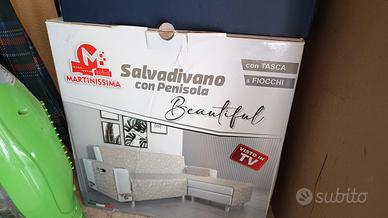 MARTINISSIMA
Salvadivano
con Penisola
Beautiful
con TASCA
& FIOCCHI
VISTO IN
TV
subito